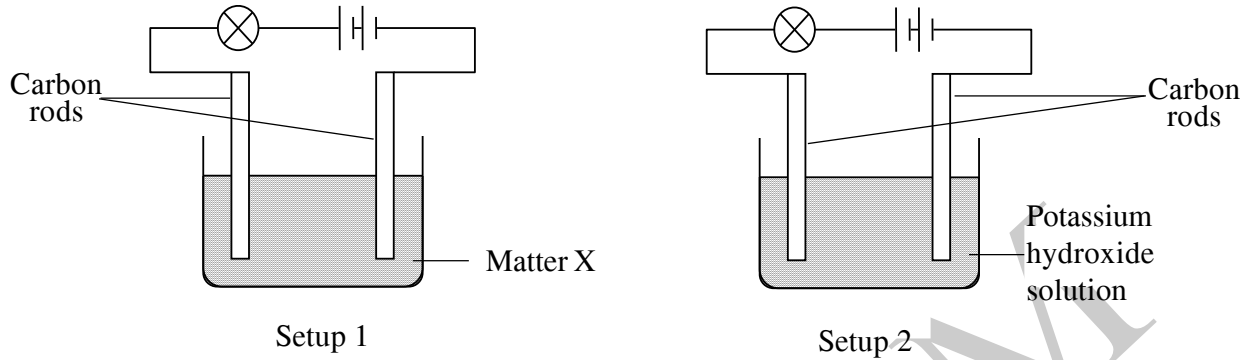 Carbon
rods
Matter X
Setup 1
Carbon
rods
Potassium
hydroxide
solution
Setup 2